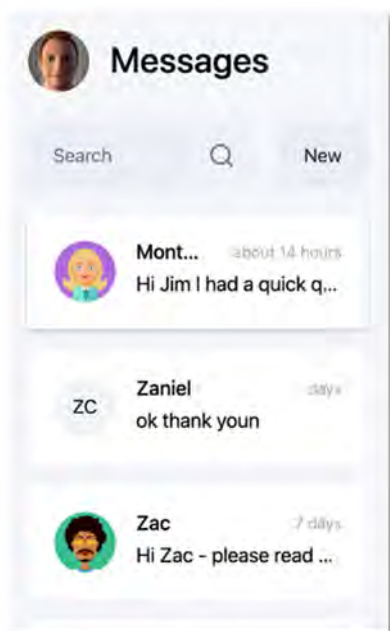 Messages
Search
New
Mont... about 14 hours
Hi Jim I had a quick q...
ZC
Zaniel days
ok thank youn
Zac 7 days
Hi Zac - please read ...